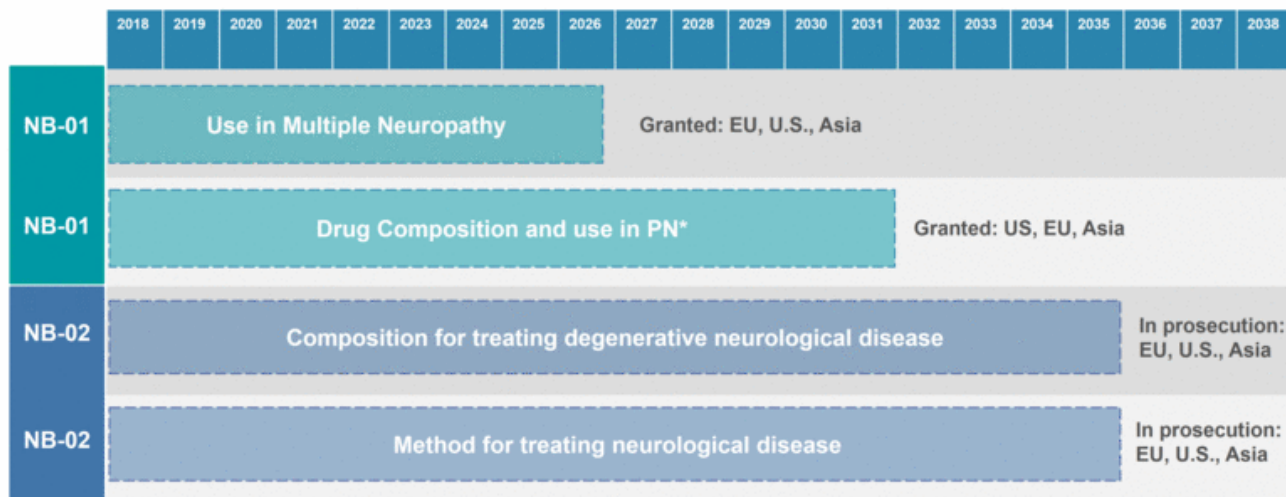 2018 2019 2020 2021 2022 2023 2024 2025 2026 2027 2028 2029 2030 2031 2032 2033 2034 2035 2036 2037 2038
NB-01
Use in Multiple Neuropathy
Granted: EU, U.S., Asia
NB-01
Drug Composition and use in PN*
Granted: US, EU, Asia
NB-02
Composition for treating degenerative neurological disease
In prosecution:
EU, U.S., Asia
NB-02
Method for treating neurological disease
In prosecution:
EU, U.S., Asia